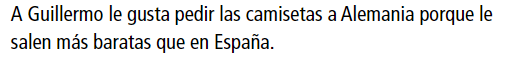 A Guillermo le gusta pedir las camisetas a Alemania porque le
salen más baratas que en España.